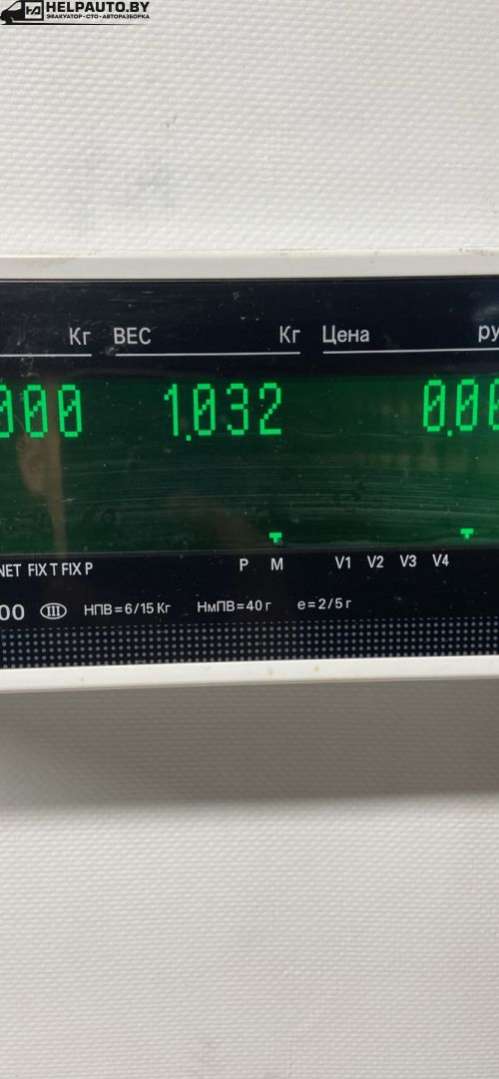 HELPAUTO.BY
ЭВАКУАТОР•СТО•АВТОРАЗБОРКА
Кг ВЕС Кг Цена ру
000 1.032 0.00
NET FIX T FIX P P M V1 V2 V3 V4
00 III НПВ=6/15 Кг НмПВ=40 г e=2/5 г